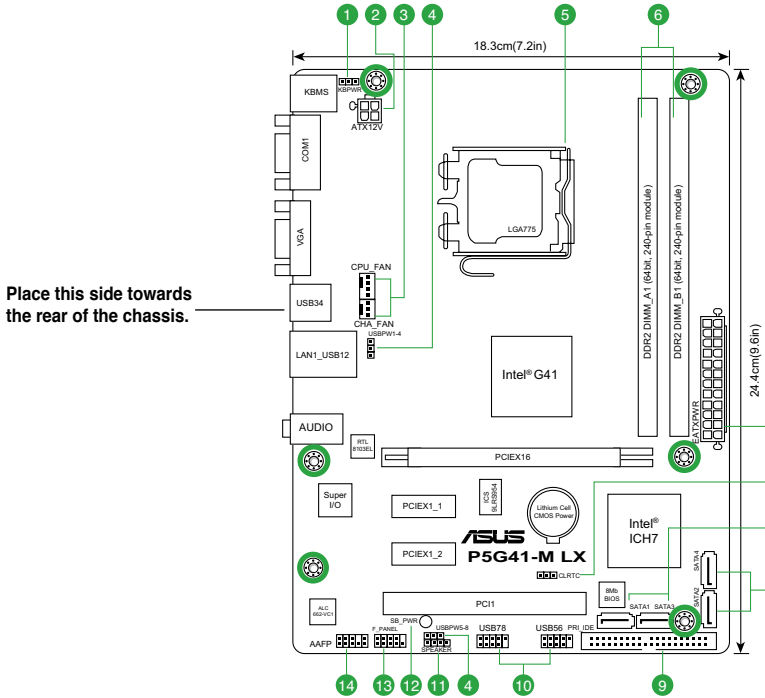 1 2 3 4 5 6
18.3cm(7.2in)
KBMS
KBPWR
ATX12V
COM1
VGA
LGA775
DDR2 DIMM_A1 (64bit, 240-pin module)
DDR2 DIMM_B1 (64bit, 240-pin module)
24.4cm(9.6in)
CPU_FAN
Place this side towards
the rear of the chassis.
USB34
CHA_FAN
USBPW1-4
LAN1_USB12
Intel® G41
EATXPWR
AUDIO
RTL
8103EL
PCIEX16
Super
I/O
PCIEX1_1
ICS
9LRS954
Lithium Cell
CMOS Power
Intel®
ICH7
ASUS
P5G41-M LX
PCIEX1_2
CLRTC
SATA4
SATA2
8Mb
BIOS
ALC
662-VC1
PCI1
SATA1 SATA3
SB_PWR
F_PANEL
USBPW5-8
USB78
USB56
PRI_IDE
AAFP
SPEAKER
14 13 12 11 4 10 9